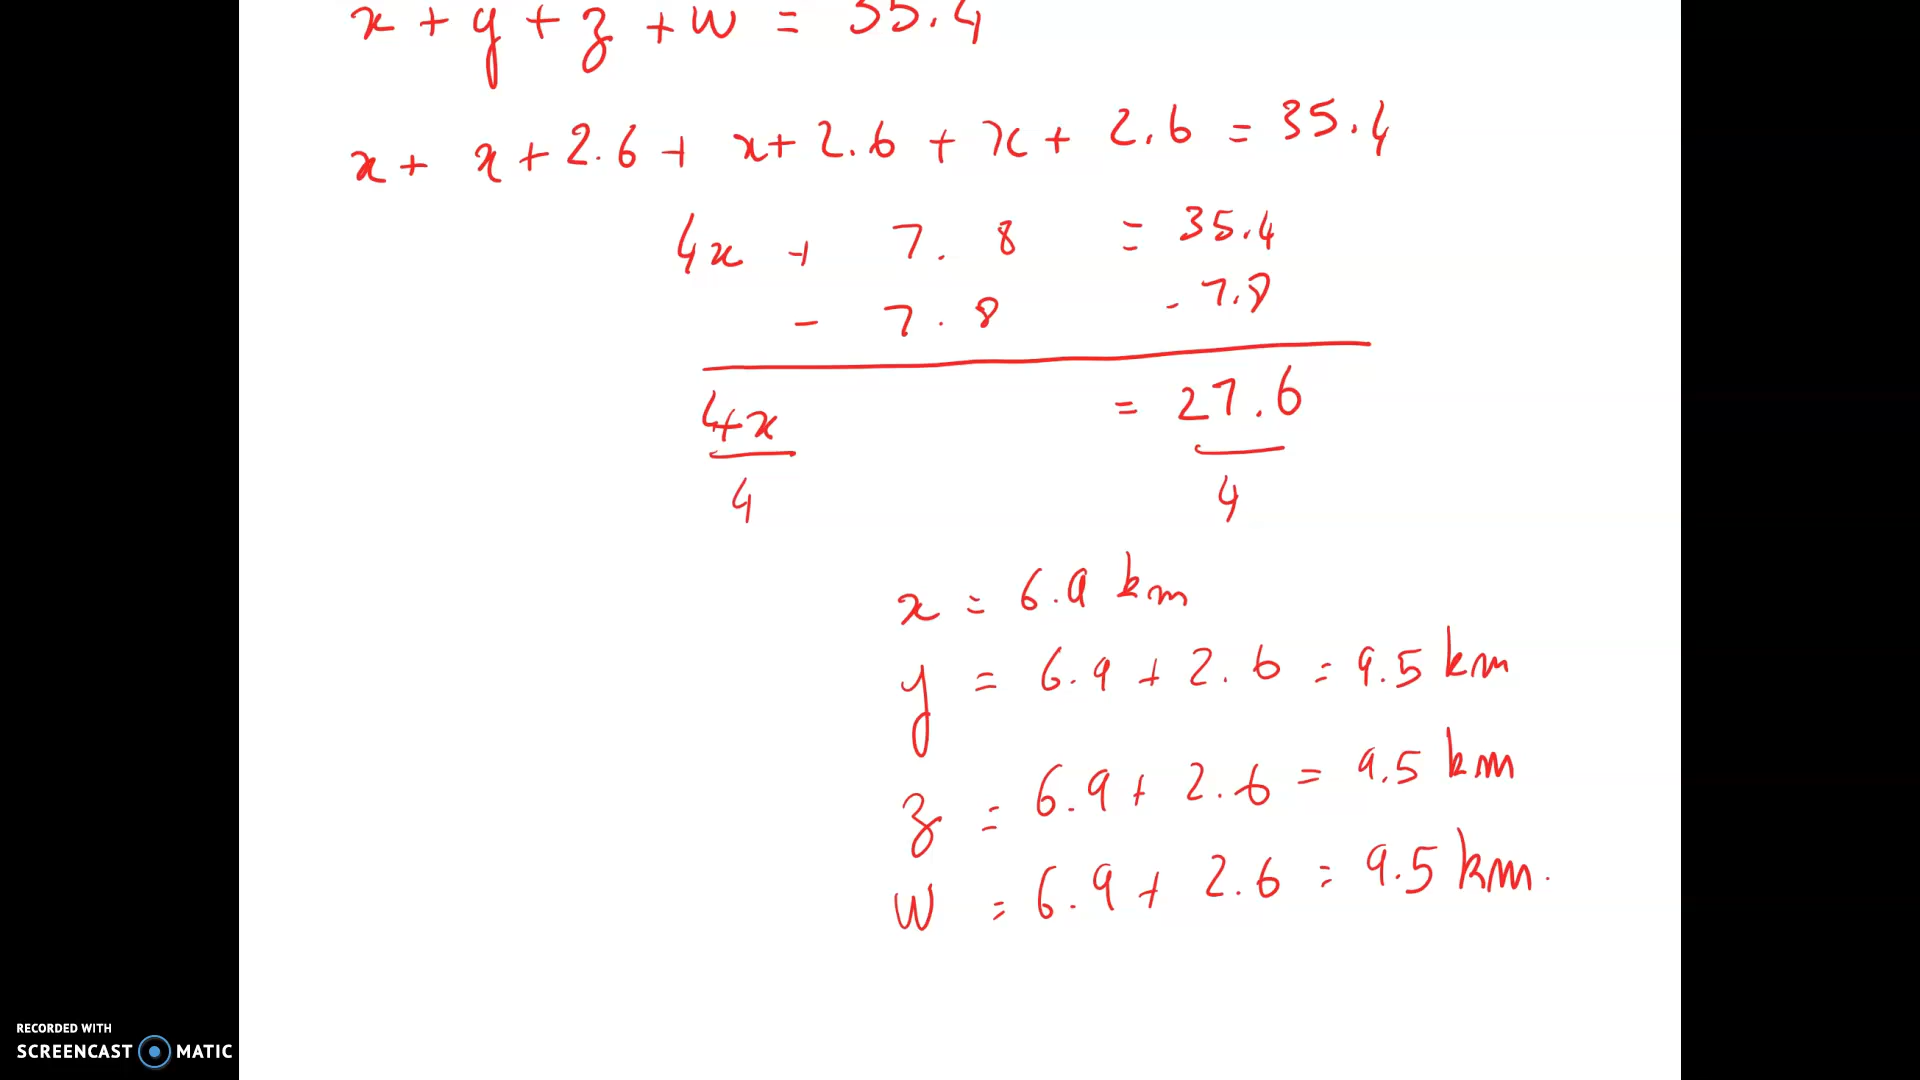 x + y + z + w = 35.4
x + x + 2.6 + x + 2.6 + x + 2.6 = 35.4
4x + 7.8 = 35.4
- 7.8 - 7.8
4x = 27.6
4 4
x = 6.9 km
y = 6.9 + 2.6 = 9.5 km
z = 6.9 + 2.6 = 9.5 km
w = 6.9 + 2.6 = 9.5 km.
RECORDED WITH
SCREENCAST MATIC